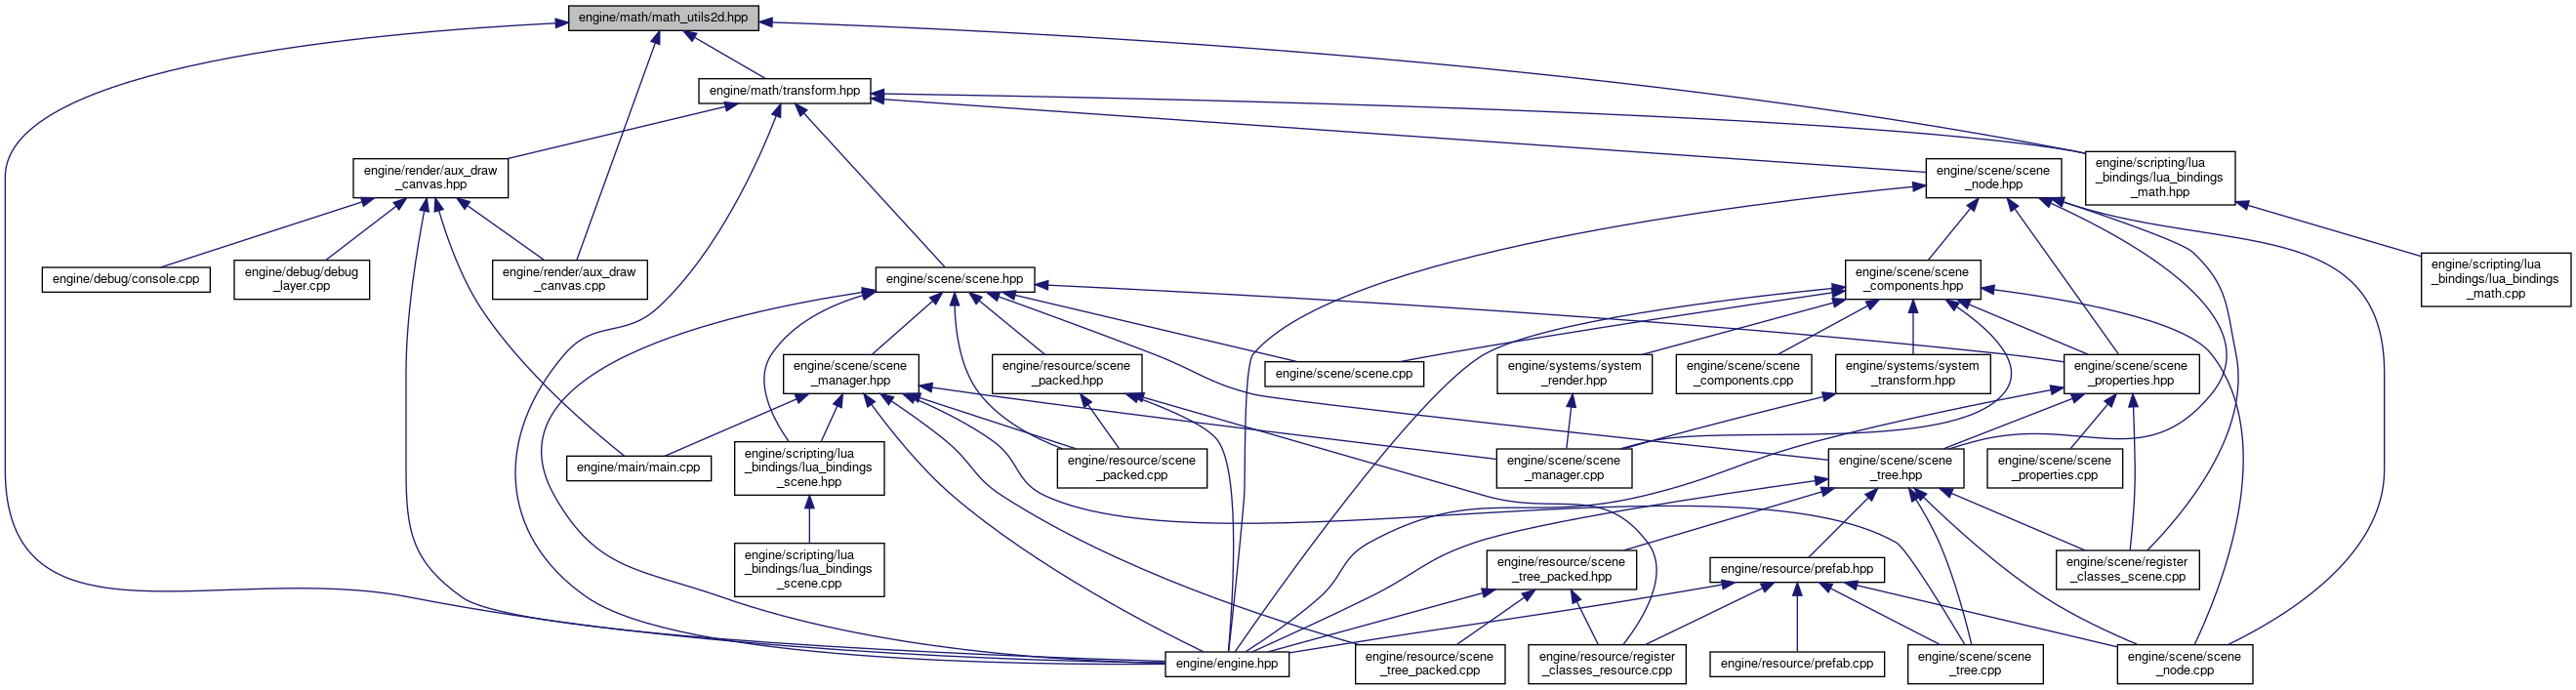 engine/math/math_utils2d.hpp
engine/math/transform.hpp
engine/render/aux_draw
_canvas.hpp
engine/scene/scene
_node.hpp
engine/scripting/lua
_bindings/lua_bindings
_math.hpp
engine/debug/console.cpp
engine/debug/debug
_layer.cpp
engine/render/aux_draw
_canvas.cpp
engine/scene/scene.hpp
engine/scene/scene
_components.hpp
engine/scripting/lua
_bindings/lua_bindings
_math.cpp
engine/scene/scene
_manager.hpp
engine/resource/scene
_packed.hpp
engine/scene/scene.cpp
engine/systems/system
_render.hpp
engine/scene/scene
_components.cpp
engine/systems/system
_transform.hpp
engine/scene/scene
_properties.hpp
engine/main/main.cpp
engine/scripting/lua
_bindings/lua_bindings
_scene.hpp
engine/resource/scene
_packed.cpp
engine/scene/scene
_manager.cpp
engine/scene/scene
_tree.hpp
engine/scene/scene
_properties.cpp
engine/scripting/lua
_bindings/lua_bindings
_scene.cpp
engine/resource/scene
_tree_packed.hpp
engine/resource/prefab.hpp
engine/scene/register
_classes_scene.cpp
engine/engine.hpp
engine/resource/scene
_tree_packed.cpp
engine/resource/register
_classes_resource.cpp
engine/resource/prefab.cpp
engine/scene/scene
_tree.cpp
engine/scene/scene
_node.cpp